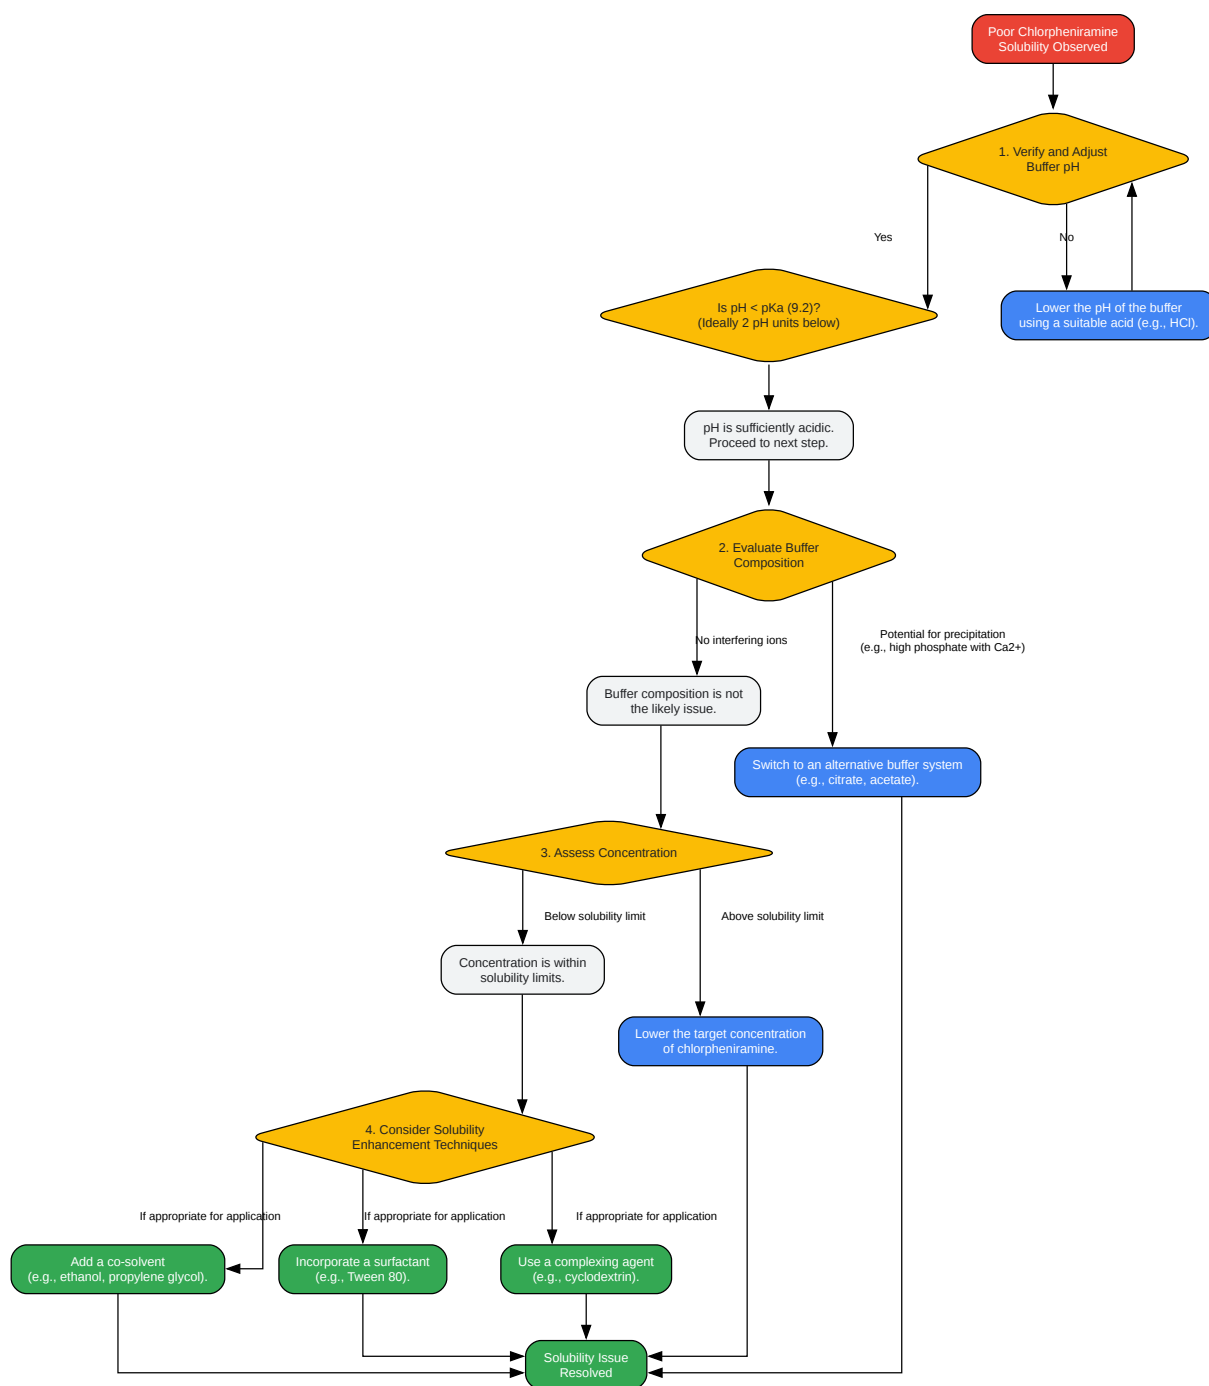 Poor Chlorpheniramine
Solubility Observed
1. Verify and Adjust
Buffer pH
Yes
No
Is pH < pKa (9.2)?
(Ideally 2 pH units below)
Lower the pH of the buffer
using a suitable acid (e.g., HCl).
pH is sufficiently acidic.
Proceed to next step.
2. Evaluate Buffer
Composition
No interfering ions
Potential for precipitation
(e.g., high phosphate with Ca2+)
Buffer composition is not
the likely issue.
Switch to an alternative buffer system
(e.g., citrate, acetate).
3. Assess Concentration
Below solubility limit
Above solubility limit
Concentration is within
solubility limits.
Lower the target concentration
of chlorpheniramine.
4. Consider Solubility
Enhancement Techniques
If appropriate for application
If appropriate for application
If appropriate for application
Add a co-solvent
(e.g., ethanol, propylene glycol).
Incorporate a surfactant
(e.g., Tween 80).
Use a complexing agent
(e.g., cyclodextrin).
Solubility Issue
Resolved